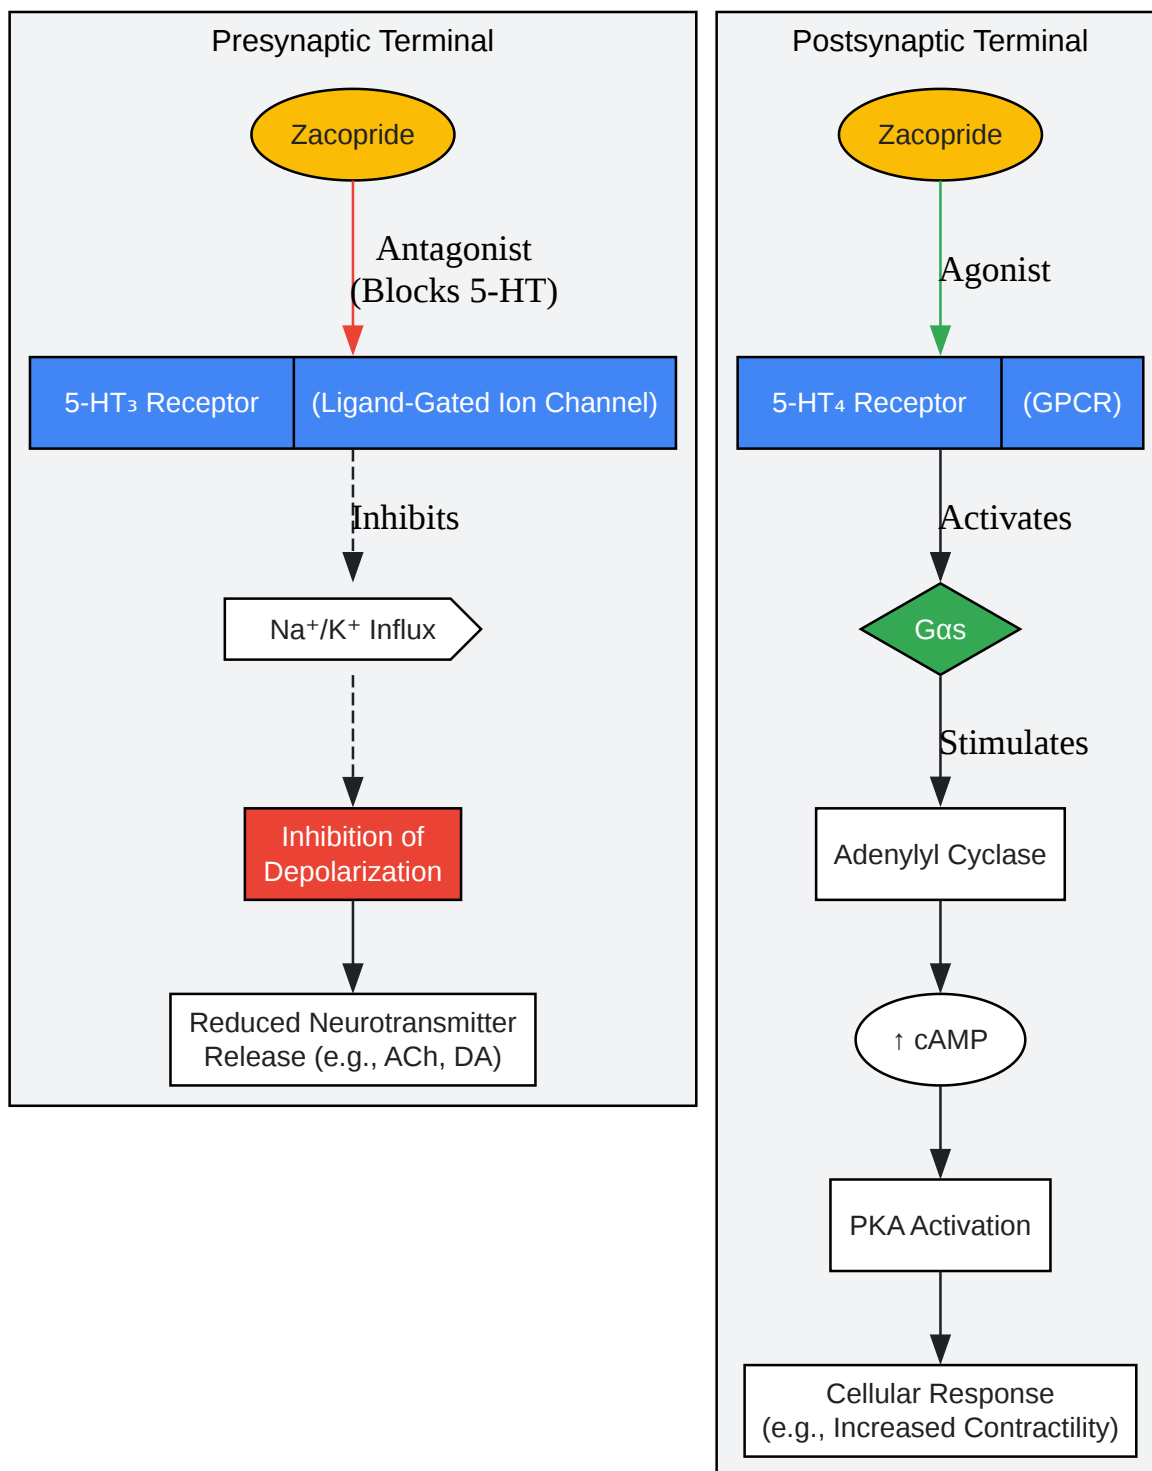 Presynaptic Terminal
Zacopride
Antagonist
(Blocks 5-HT)
5-HT₃ Receptor
(Ligand-Gated Ion Channel)
Inhibits
Na⁺/K⁺ Influx
Inhibition of
Depolarization
Reduced Neurotransmitter
Release (e.g., ACh, DA)
Postsynaptic Terminal
Zacopride
Agonist
5-HT₄ Receptor
(GPCR)
Activates
Gαs
Stimulates
Adenylyl Cyclase
↑ cAMP
PKA Activation
Cellular Response
(e.g., Increased Contractility)